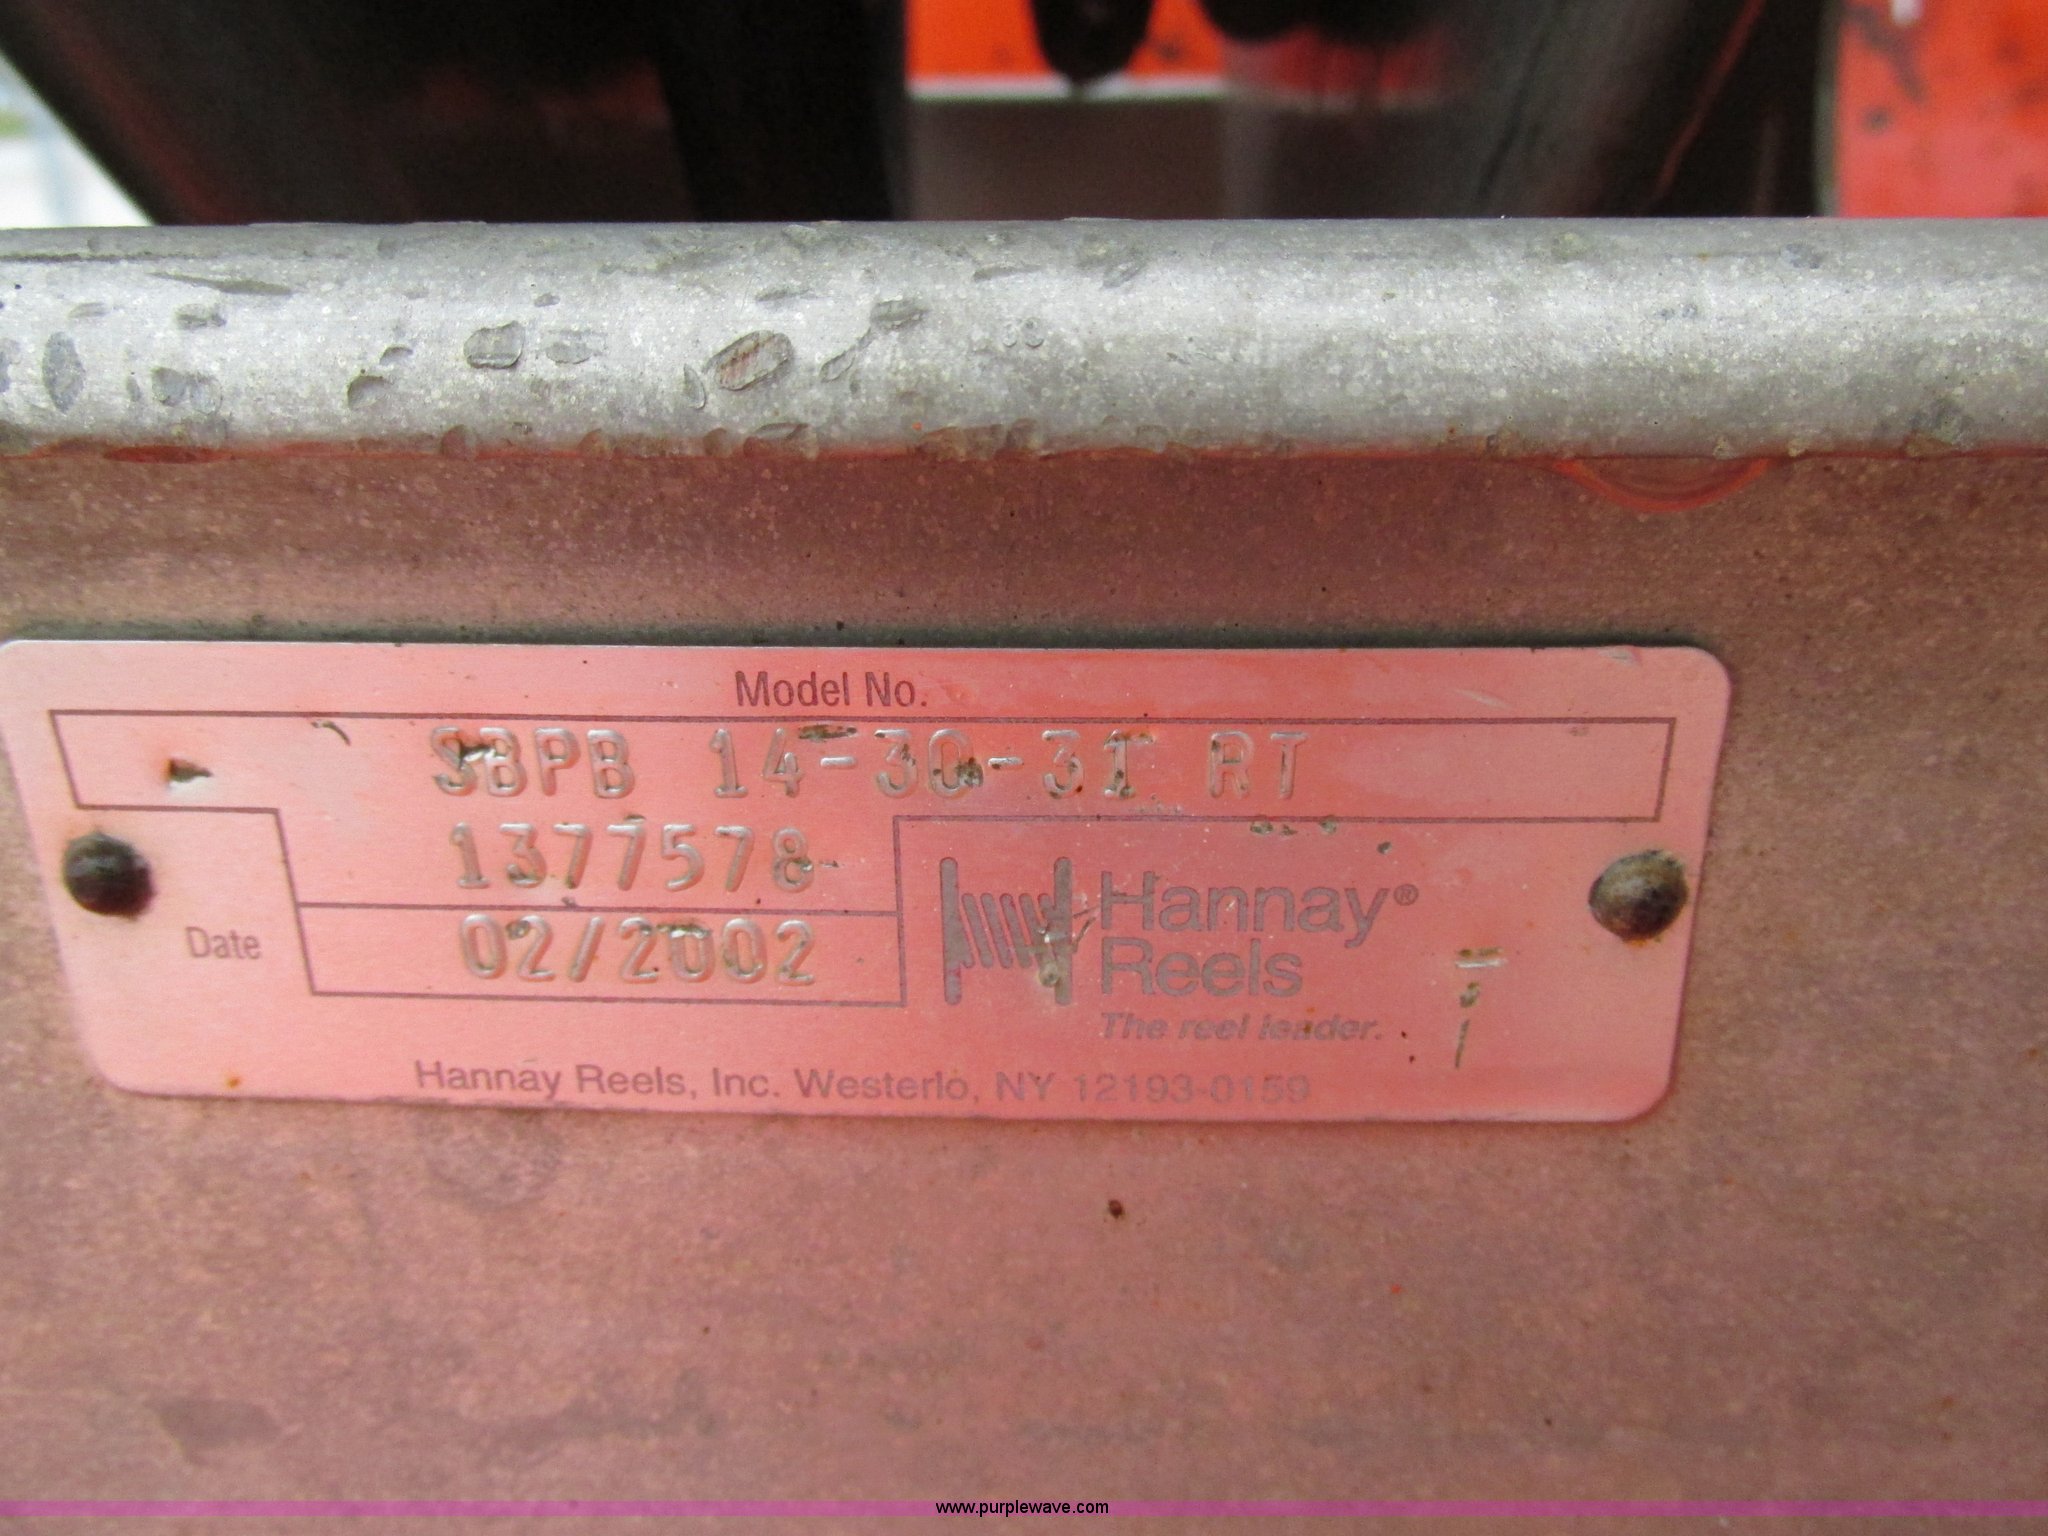 Model No.
SBPB 14-30-31 RT
1377578
Date 02/2002
Hannay®
Reels
The reel leader.
Hannay Reels, Inc. Westerlo, NY 12193-0159
www.purplewave.com